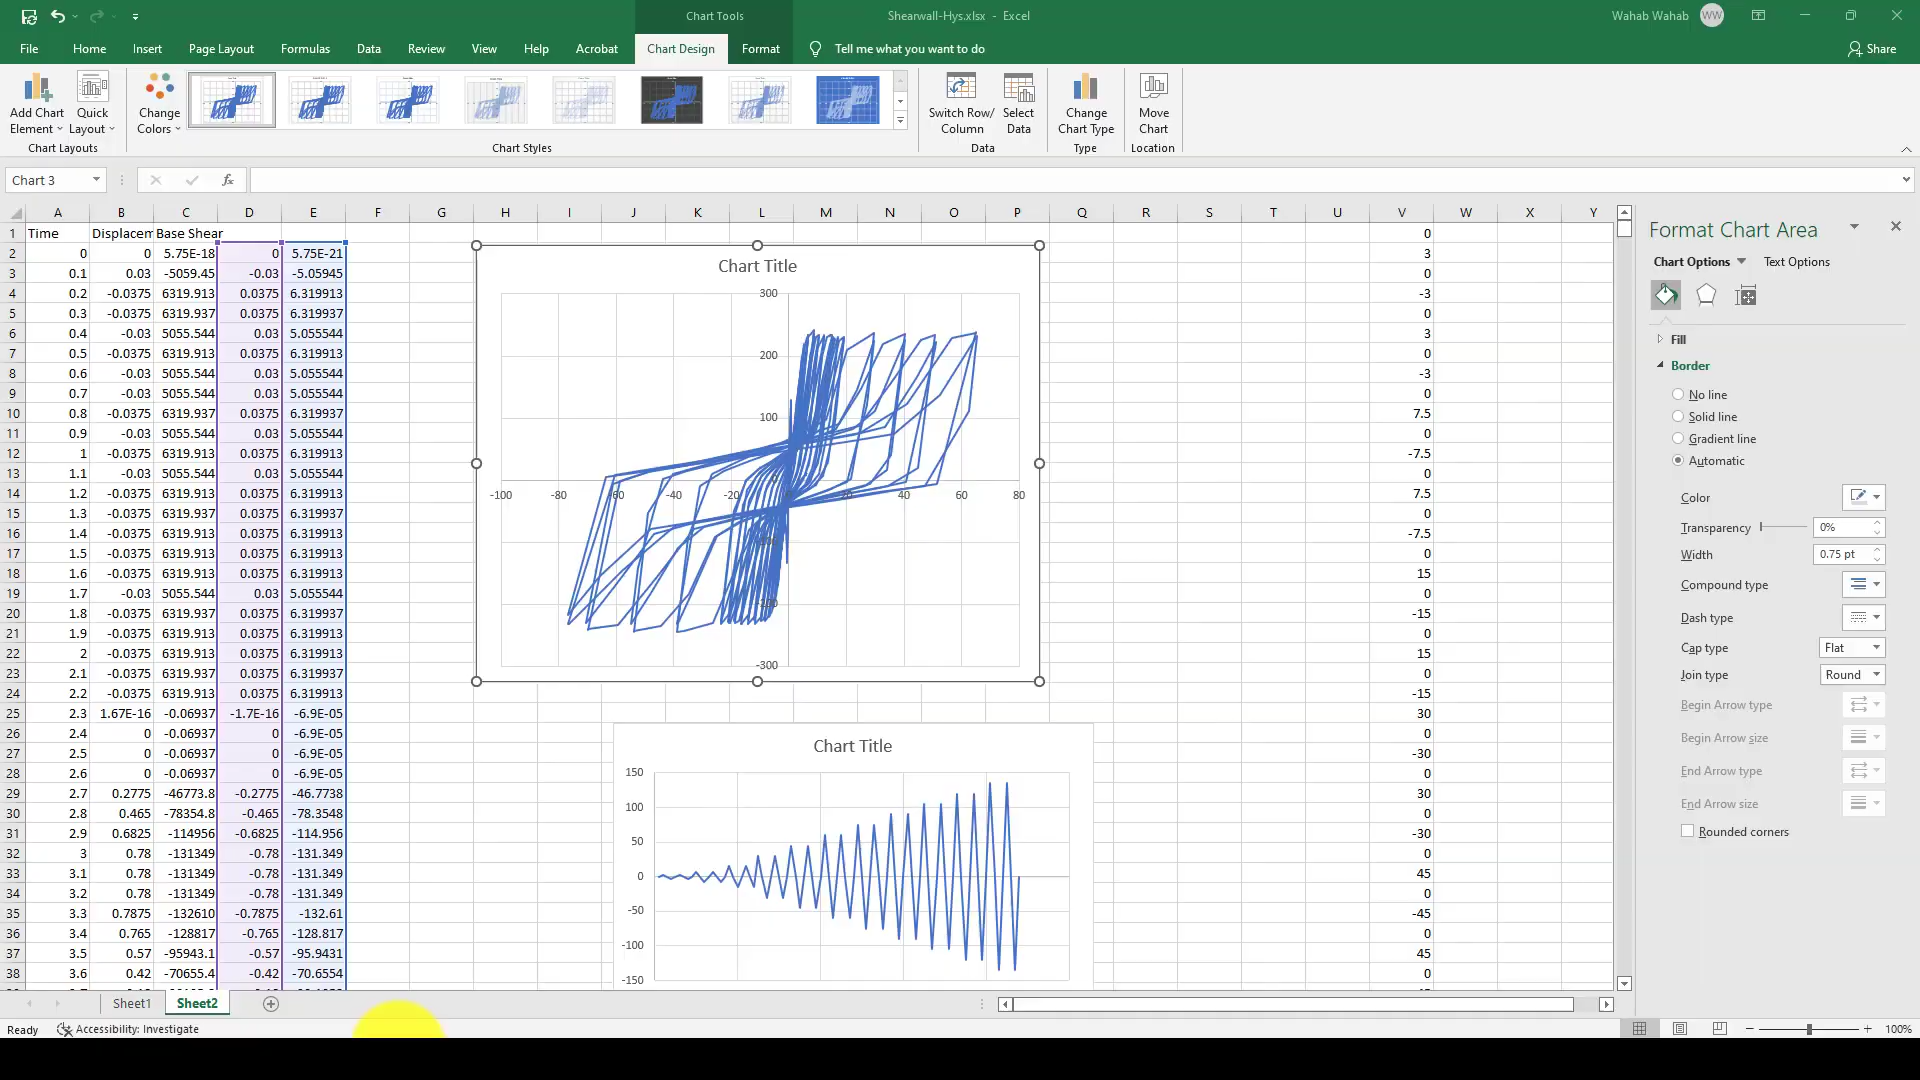 Chart Tools
Shearwall-Hys.xlsx - Excel
Wahab Wahab WW
File Home Insert Page Layout Formulas Data Review View Help Acrobat Chart Design Format Tell me what you want to do Share
Add Chart Element
Quick Layout
Change Colors
Switch Row/ Column
Select Data
Change Chart Type
Move Chart
Chart Layouts Chart Styles Data Type Location
Chart 3 fx
A B C D E F G H I J K L M N O P Q R S T U V W X Y
1 Time Displacem Base Shear 0
2 0 0 5.75E-18 0 5.75E-21 3
3 0.1 0.03 -5059.45 -0.03 -5.05945 0
4 0.2 -0.0375 6319.913 0.0375 6.319913 -3
5 0.3 -0.0375 6319.937 0.0375 6.319937 0
6 0.4 -0.03 5055.544 0.03 5.055544 3
7 0.5 -0.0375 6319.913 0.0375 6.319913 0
8 0.6 -0.03 5055.544 0.03 5.055544 -3
9 0.7 -0.03 5055.544 0.03 5.055544 0
10 0.8 -0.0375 6319.937 0.0375 6.319937 7.5
11 0.9 -0.03 5055.544 0.03 5.055544 0
12 1 -0.0375 6319.913 0.0375 6.319913 -7.5
13 1.1 -0.03 5055.544 0.03 5.055544 0
14 1.2 -0.0375 6319.913 0.0375 6.319913 7.5
15 1.3 -0.0375 6319.937 0.0375 6.319937 0
16 1.4 -0.0375 6319.913 0.0375 6.319913 -7.5
17 1.5 -0.0375 6319.913 0.0375 6.319913 0
18 1.6 -0.0375 6319.913 0.0375 6.319913 15
19 1.7 -0.03 5055.544 0.03 5.055544 0
20 1.8 -0.0375 6319.937 0.0375 6.319937 -15
21 1.9 -0.0375 6319.913 0.0375 6.319913 0
22 2 -0.0375 6319.913 0.0375 6.319913 15
23 2.1 -0.0375 6319.937 0.0375 6.319937 0
24 2.2 -0.0375 6319.913 0.0375 6.319913 -15
25 2.3 1.67E-16 -0.06937 -1.7E-16 -6.9E-05 30
26 2.4 0 -0.06937 0 -6.9E-05 0
27 2.5 0 -0.06937 0 -6.9E-05 -30
28 2.6 0 -0.06937 0 -6.9E-05 0
29 2.7 0.2775 -46773.8 -0.2775 -46.7738 30
30 2.8 0.465 -78354.8 -0.465 -78.3548 0
31 2.9 0.6825 -114956 -0.6825 -114.956 -30
32 3 0.78 -131349 -0.78 -131.349 0
33 3.1 0.78 -131349 -0.78 -131.349 45
34 3.2 0.78 -131349 -0.78 -131.349 0
35 3.3 0.7875 -132610 -0.7875 -132.61 -45
36 3.4 0.765 -128817 -0.765 -128.817 0
37 3.5 0.57 -95943.1 -0.57 -95.9431 45
38 3.6 0.42 -70655.4 -0.42 -70.6554 0
Chart Title
300
200
100
0
-100 -80 -60 -40 -20 20 40 60 80
-300
Chart Title
150
100
50
0
-50
-100
-150
Format Chart Area
Chart Options Text Options
Fill
Border
No line
Solid line
Gradient line
Automatic
Color
Transparency 0%
Width 0.75 pt
Compound type
Dash type
Cap type Flat
Join type Round
Begin Arrow type
Begin Arrow size
End Arrow type
End Arrow size
Rounded corners
Sheet1 Sheet2
Ready Accessibility: Investigate 100%